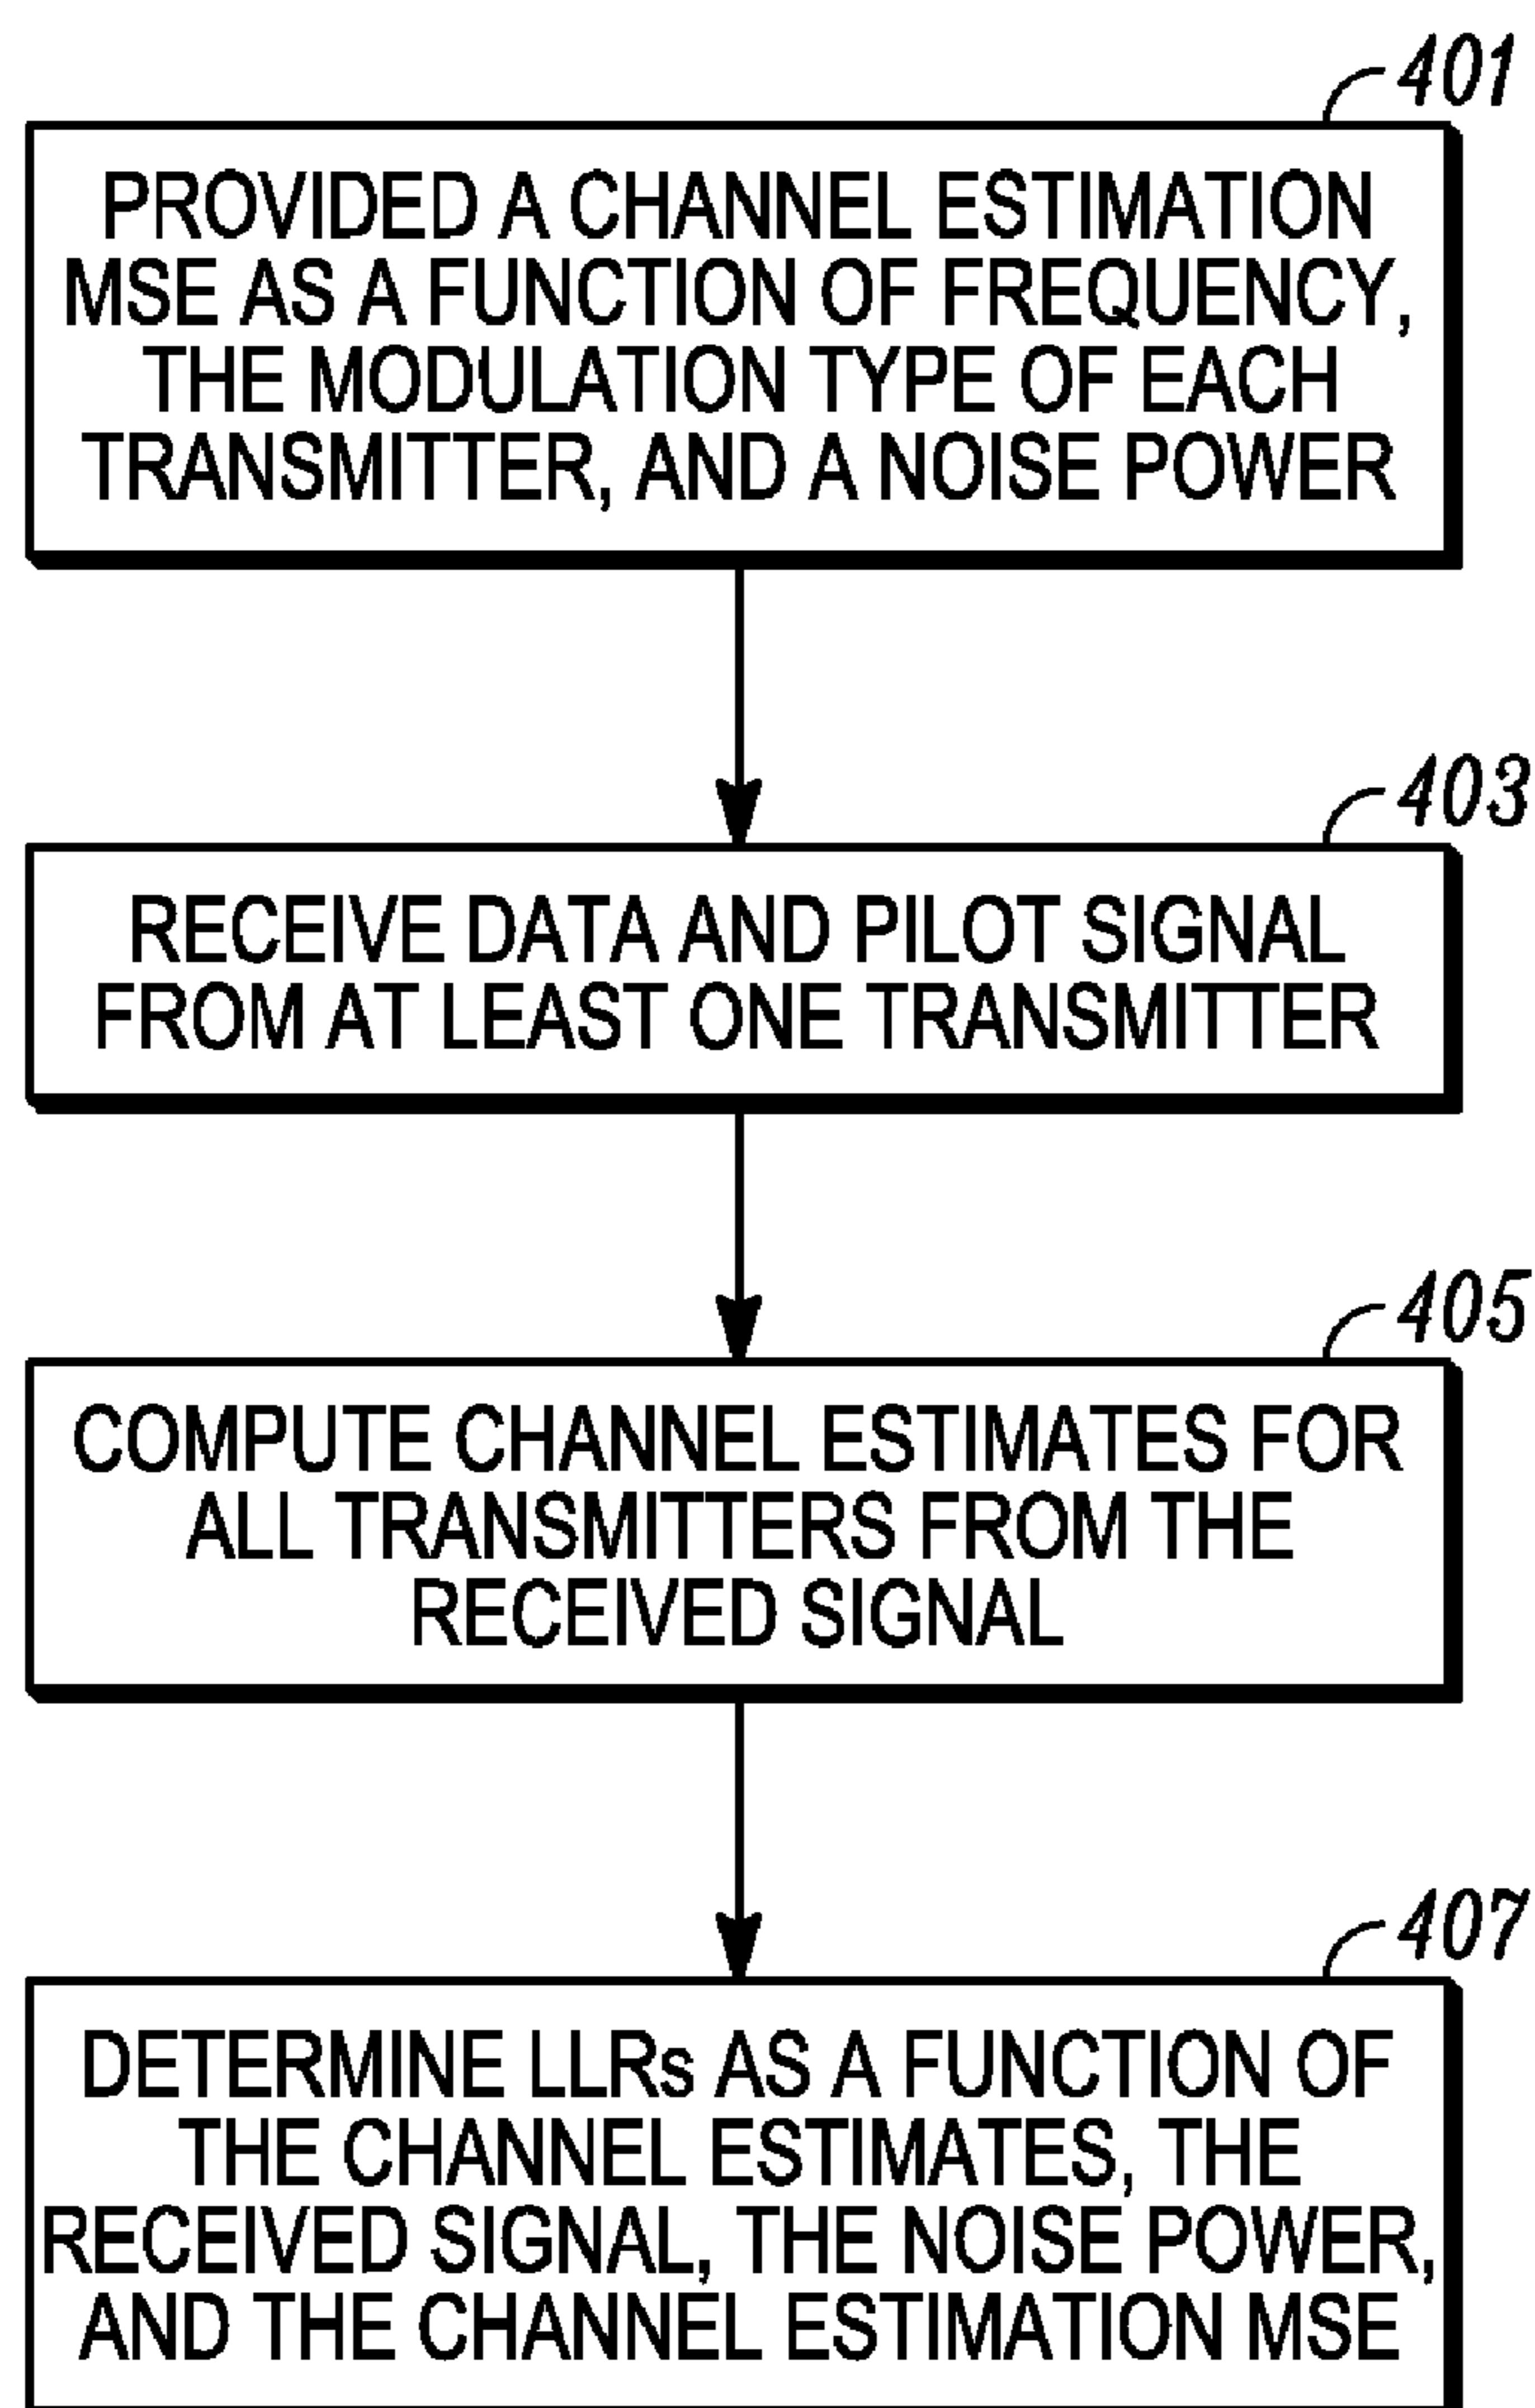 401
PROVIDED A CHANNEL ESTIMATION
MSE AS A FUNCTION OF FREQUENCY,
THE MODULATION TYPE OF EACH
TRANSMITTER, AND A NOISE POWER
403
RECEIVE DATA AND PILOT SIGNAL
FROM AT LEAST ONE TRANSMITTER
405
COMPUTE CHANNEL ESTIMATES FOR
ALL TRANSMITTERS FROM THE
RECEIVED SIGNAL
407
DETERMINE LLRs AS A FUNCTION OF
THE CHANNEL ESTIMATES, THE
RECEIVED SIGNAL, THE NOISE POWER,
AND THE CHANNEL ESTIMATION MSE